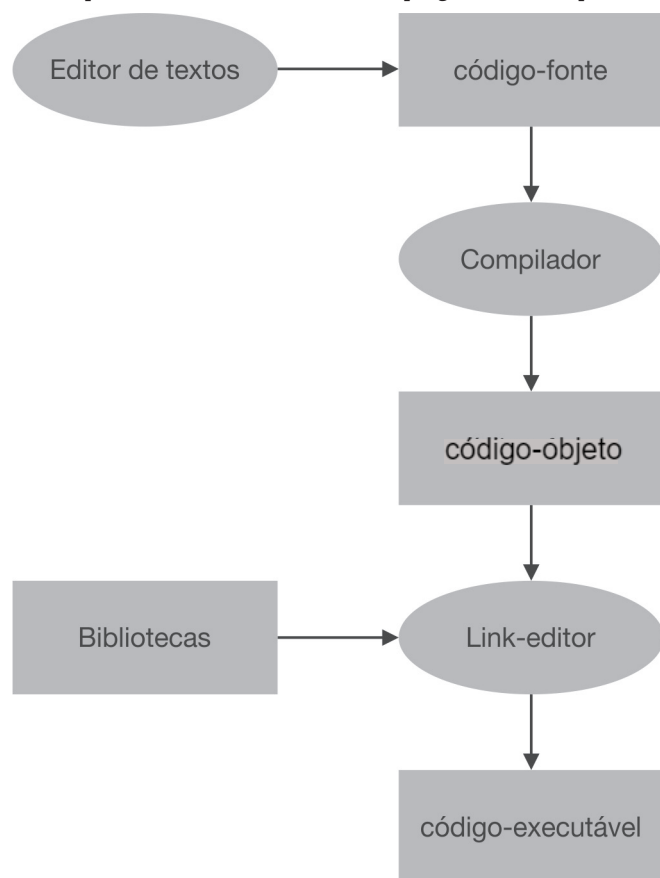 Editor de textos
código-fonte
Compilador
código-objeto
Bibliotecas
Link-editor
código-executável